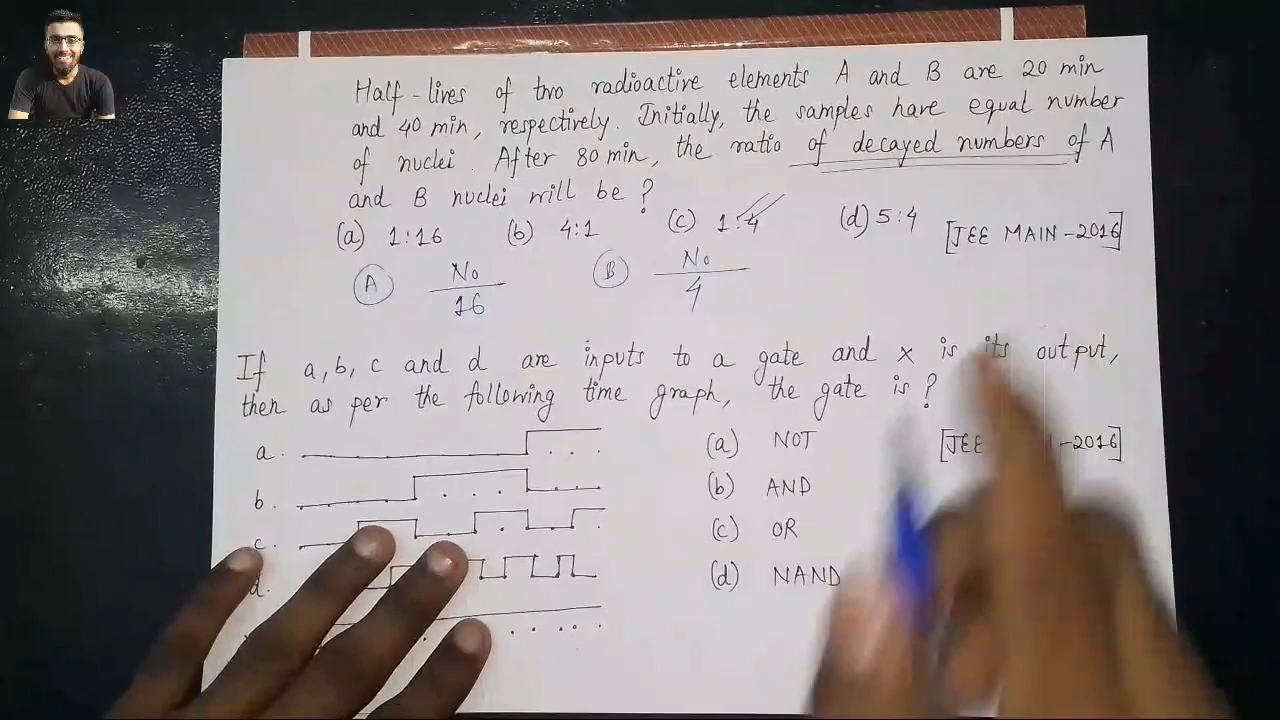 Half-lives of two radioactive elements A and B are 20 min
and 40 min, respectively. Initially, the samples have equal number
of nuclei. After 80 min, the ratio of decayed numbers of A
and B nuclei will be?
(a) 1:16 (b) 4:1 (c) 1:4 (d) 5:4 [JEE MAIN-2016]
A No/16 B No/4
If a, b, c and d are inputs to a gate and x is its output,
then as per the following time graph, the gate is?
a. (a) NOT [JEE -2016]
b. (b) AND
c. (c) OR
d. (d) NAND